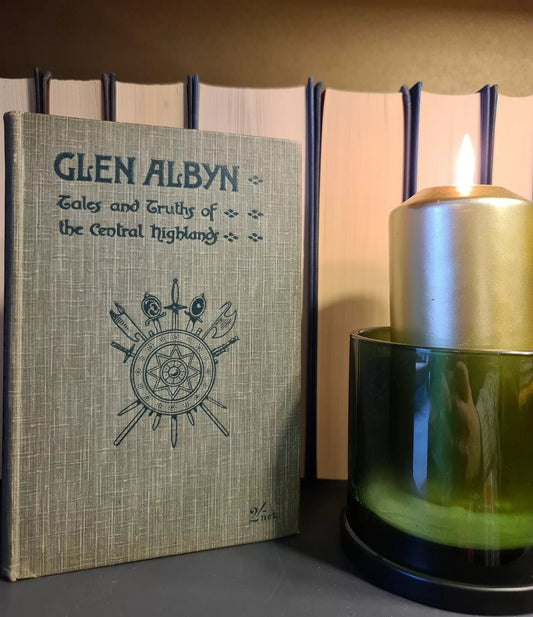 GLEN ALBYN
Tales and Truths of
the Central Highlands
2/- net.